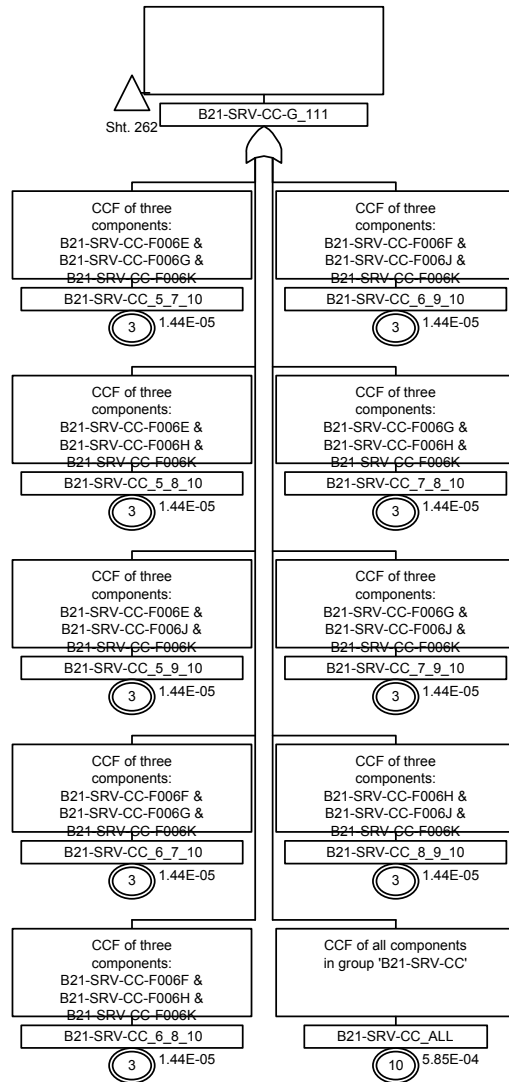 Sht. 262
B21-SRV-CC-G_111
CCF of three
components:
B21-SRV-CC-F006E &
B21-SRV-CC-F006G &
B21-SRV-CC-F006K
B21-SRV-CC_5_7_10
3
1.44E-05
CCF of three
components:
B21-SRV-CC-F006F &
B21-SRV-CC-F006J &
B21-SRV-CC-F006K
B21-SRV-CC_6_9_10
3
1.44E-05
CCF of three
components:
B21-SRV-CC-F006E &
B21-SRV-CC-F006H &
B21-SRV-CC-F006K
B21-SRV-CC_5_8_10
3
1.44E-05
CCF of three
components:
B21-SRV-CC-F006G &
B21-SRV-CC-F006H &
B21-SRV-CC-F006K
B21-SRV-CC_7_8_10
3
1.44E-05
CCF of three
components:
B21-SRV-CC-F006E &
B21-SRV-CC-F006J &
B21-SRV-CC-F006K
B21-SRV-CC_5_9_10
3
1.44E-05
CCF of three
components:
B21-SRV-CC-F006G &
B21-SRV-CC-F006J &
B21-SRV-CC-F006K
B21-SRV-CC_7_9_10
3
1.44E-05
CCF of three
components:
B21-SRV-CC-F006F &
B21-SRV-CC-F006G &
B21-SRV-CC-F006K
B21-SRV-CC_6_7_10
3
1.44E-05
CCF of three
components:
B21-SRV-CC-F006H &
B21-SRV-CC-F006J &
B21-SRV-CC-F006K
B21-SRV-CC_8_9_10
3
1.44E-05
CCF of three
components:
B21-SRV-CC-F006F &
B21-SRV-CC-F006H &
B21-SRV-CC-F006K
B21-SRV-CC_6_8_10
3
1.44E-05
CCF of all components
in group 'B21-SRV-CC'
B21-SRV-CC_ALL
10
5.85E-04